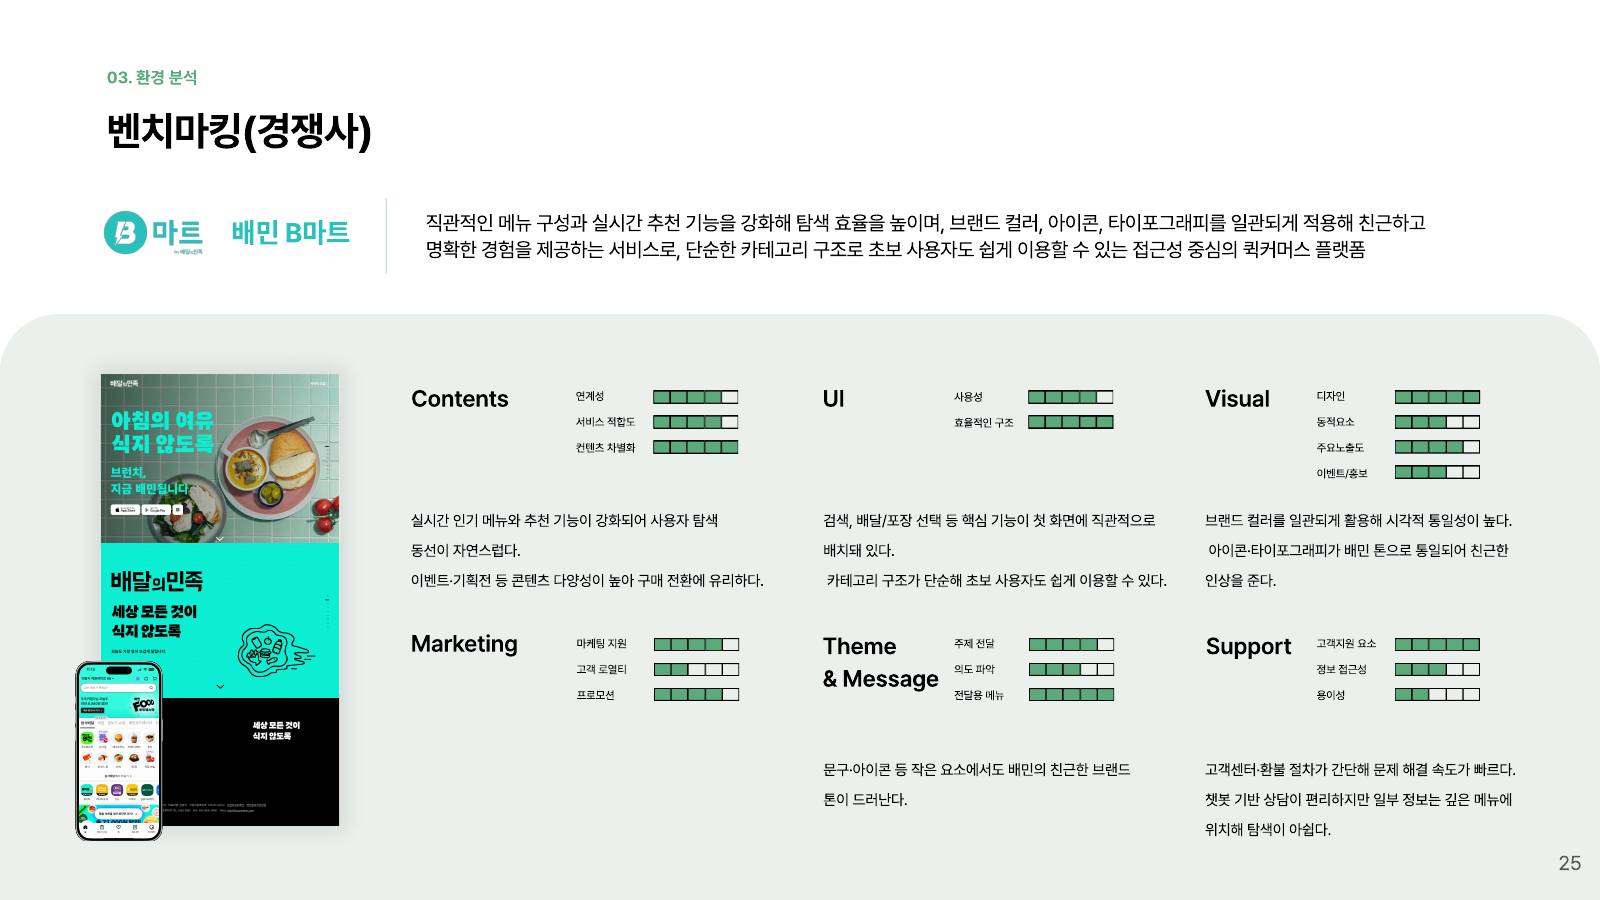 03. 환경 분석
벤치마킹(경쟁사)
B마트
by 배달의민족
배민 B마트
직관적인 메뉴 구성과 실시간 추천 기능을 강화해 탐색 효율을 높이며, 브랜드 컬러, 아이콘, 타이포그래피를 일관되게 적용해 친근하고
명확한 경험을 제공하는 서비스로, 단순한 카테고리 구조로 초보 사용자도 쉽게 이용할 수 있는 접근성 중심의 퀵커머스 플랫폼
배달의민족
아침의 여유
식지 않도록
브런치,
지금 배민됩니다
App Store
Google Play
배달의민족
세상 모든 것이
식지 않도록
세상 모든 것이
식지 않도록
Contents
연계성
서비스 적합도
컨텐츠 차별화
실시간 인기 메뉴와 추천 기능이 강화되어 사용자 탐색
동선이 자연스럽다.
이벤트·기획전 등 콘텐츠 다양성이 높아 구매 전환에 유리하다.
UI
사용성
효율적인 구조
검색, 배달/포장 선택 등 핵심 기능이 첫 화면에 직관적으로
배치돼 있다.
카테고리 구조가 단순해 초보 사용자도 쉽게 이용할 수 있다.
Visual
디자인
동적요소
주요노출도
이벤트/홍보
브랜드 컬러를 일관되게 활용해 시각적 통일성이 높다.
아이콘·타이포그래피가 배민 톤으로 통일되어 친근한
인상을 준다.
Marketing
마케팅 지원
고객 로열티
프로모션
Theme
& Message
주제 전달
의도 파악
전달용 메뉴
문구·아이콘 등 작은 요소에서도 배민의 친근한 브랜드
톤이 드러난다.
Support
고객지원 요소
정보 접근성
용이성
고객센터·환불 절차가 간단해 문제 해결 속도가 빠르다.
챗봇 기반 상담이 편리하지만 일부 정보는 깊은 메뉴에
위치해 탐색이 아쉽다.
25